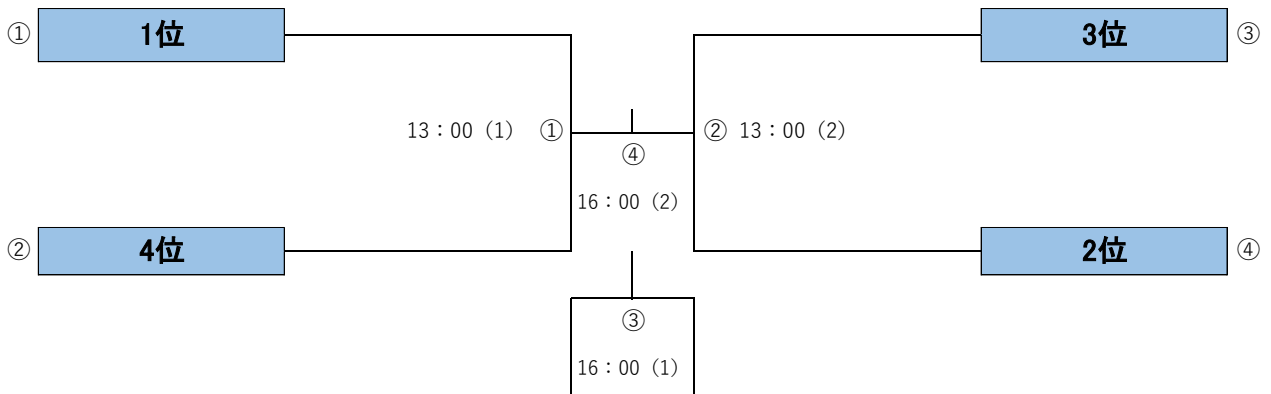 ① 1位 3位 ③
13：00（1） ① ② 13：00（2）
④
16：00（2）
② 4位 2位 ④
③
16：00（1）